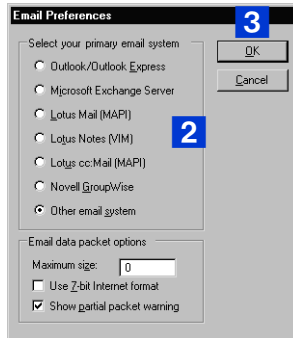 Email Preferences
3
Select your primary email system
OK
Outlook/Outlook Express
Cancel
Microsoft Exchange Server
Lotus Mail (MAPI)
Lotus Notes (VIM)
2
Lotus cc:Mail (MAPI)
Novell GroupWise
Other email system
Email data packet options
Maximum size: 0
Use 7-bit Internet format
Show partial packet warning